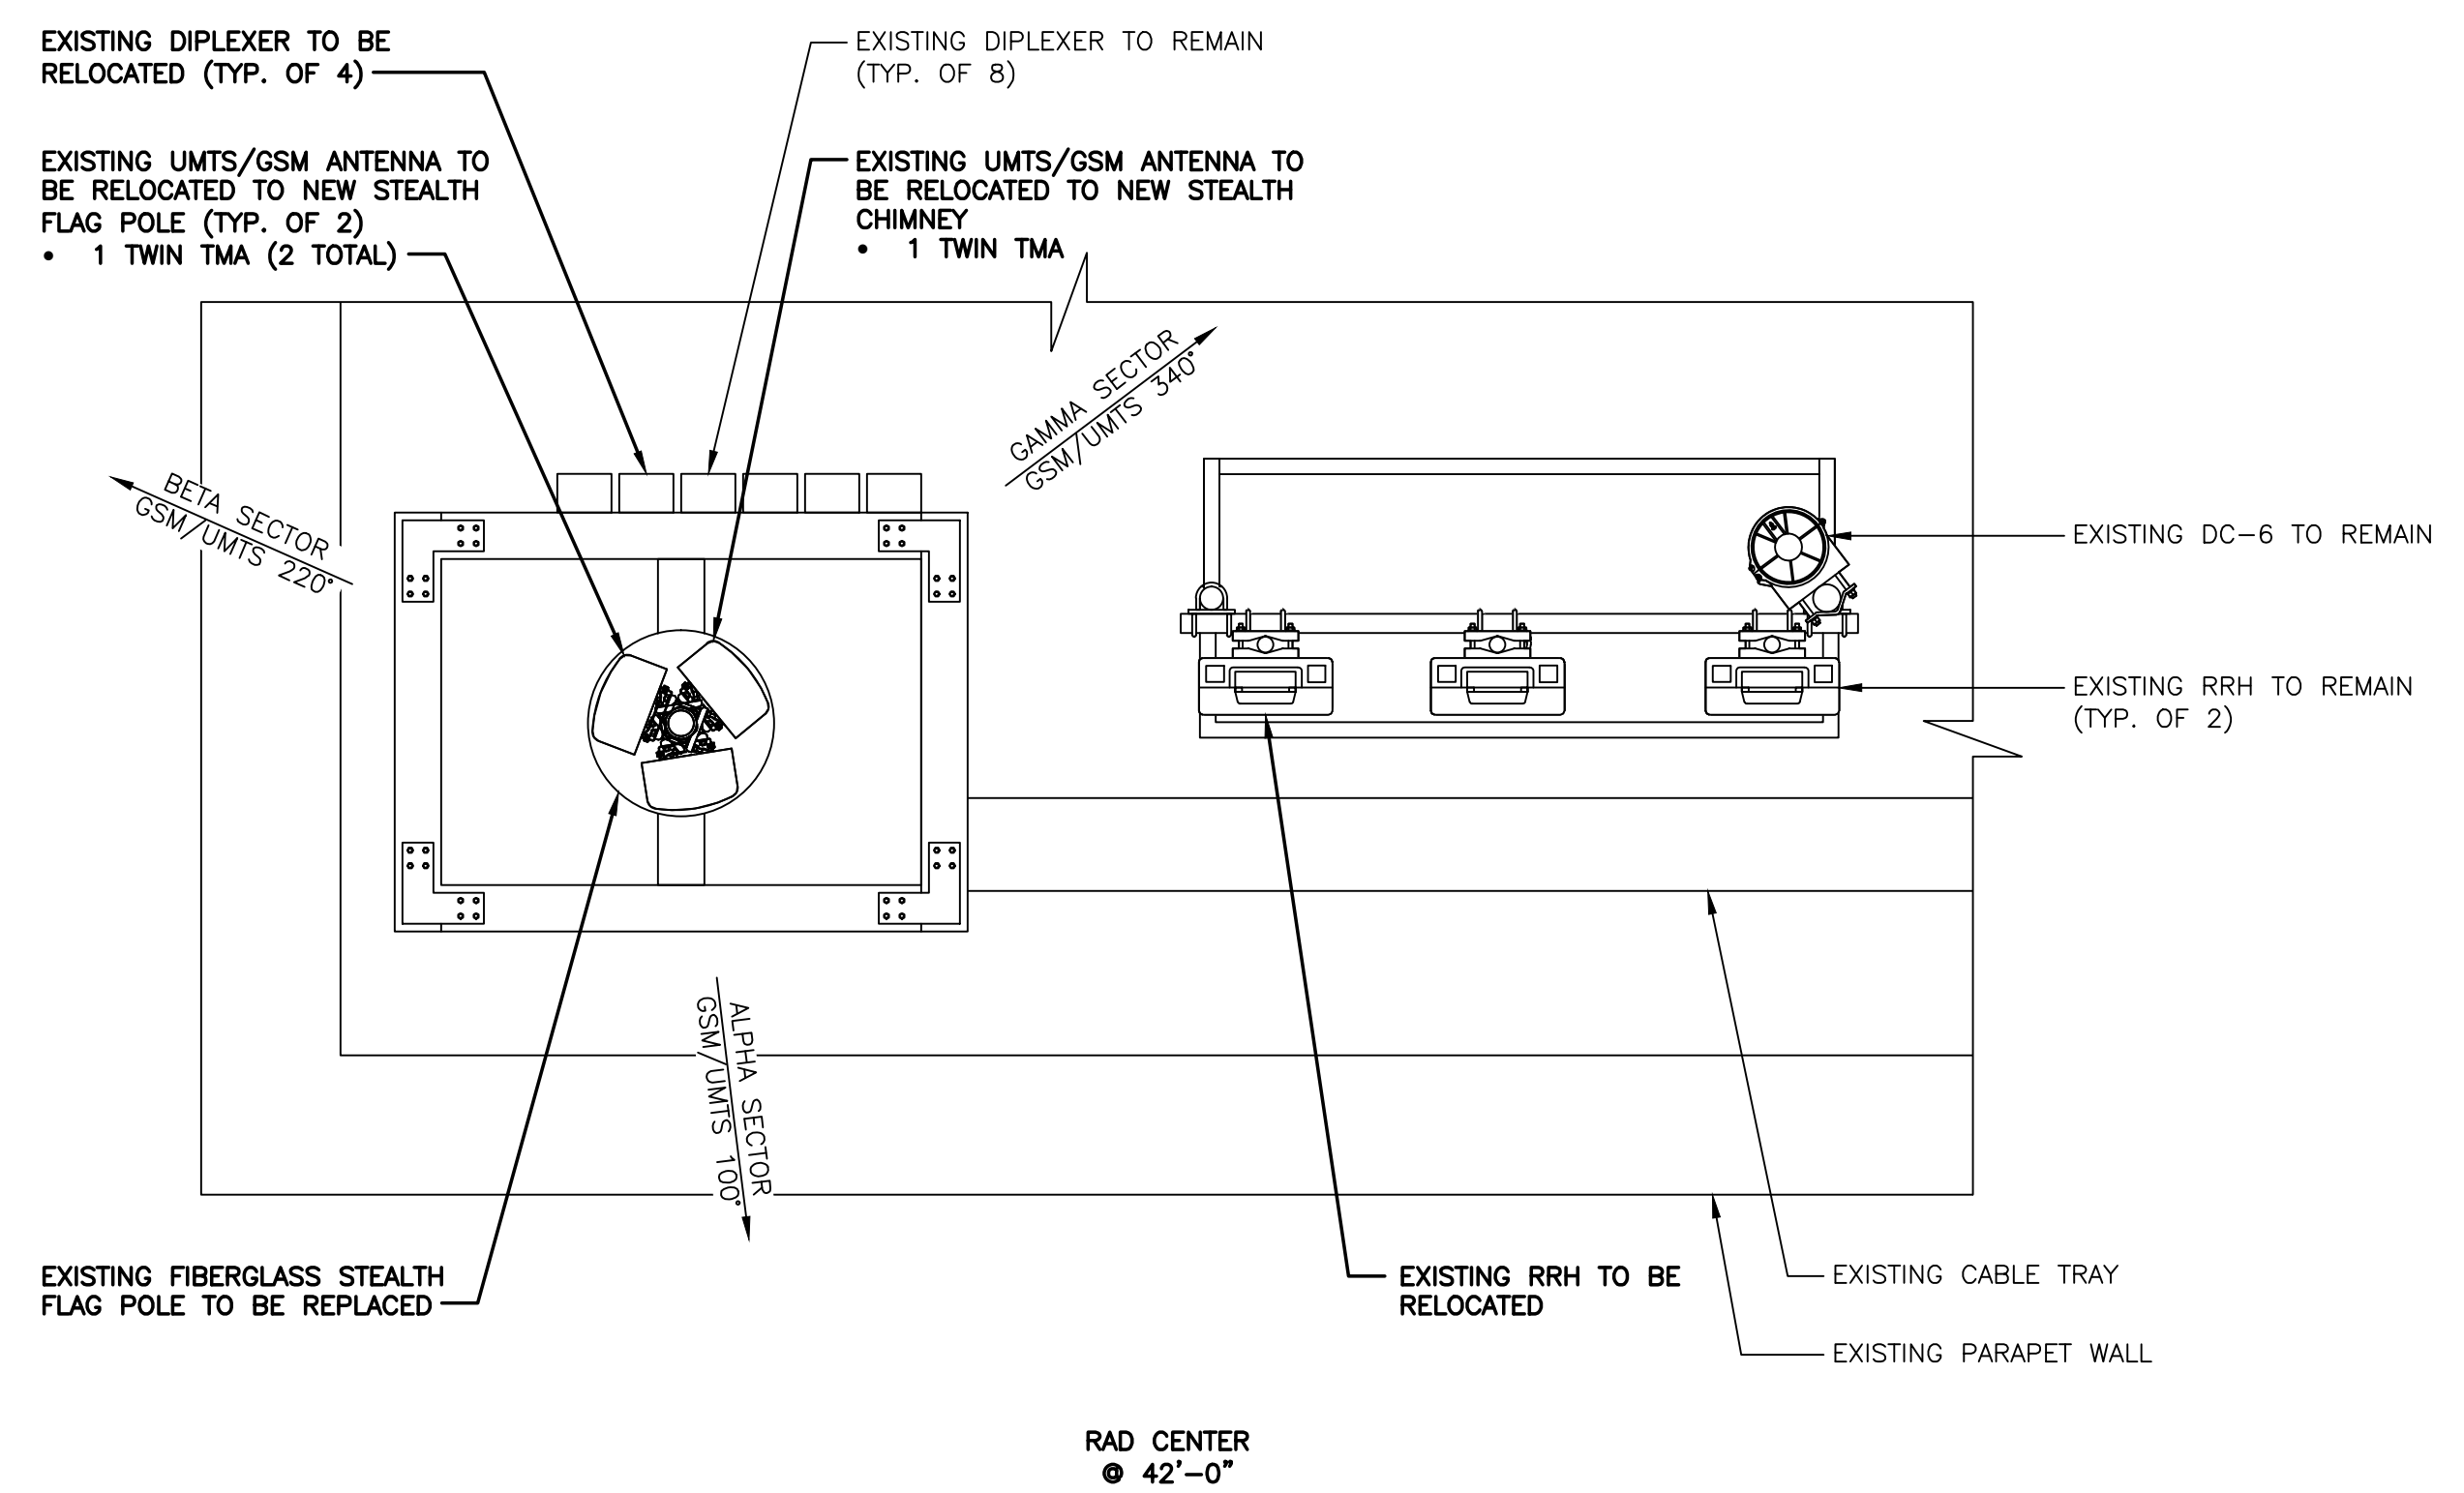 EXISTING DIPLEXER TO BE
RELOCATED (TYP. OF 4)
EXISTING DIPLEXER TO REMAIN
(TYP. OF 8)
EXISTING UMTS/GSM ANTENNA TO
BE RELOCATED TO NEW STEALTH
FLAG POLE (TYP. OF 2)
• 1 TWIN TMA (2 TOTAL)
EXISTING UMTS/GSM ANTENNA TO
BE RELOCATED TO NEW STEALTH
CHIMNEY
• 1 TWIN TMA
GAMMA SECTOR
GSM/UMTS 340°
BETA SECTOR
GSM/UMTS 220°
EXISTING DC-6 TO REMAIN
EXISTING RRH TO REMAIN
(TYP. OF 2)
ALPHA SECTOR
GSM/UMTS 100°
EXISTING FIBERGLASS STEALTH
FLAG POLE TO BE REPLACED
EXISTING RRH TO BE
RELOCATED
EXISTING CABLE TRAY
EXISTING PARAPET WALL
RAD CENTER
@ 42'-0"